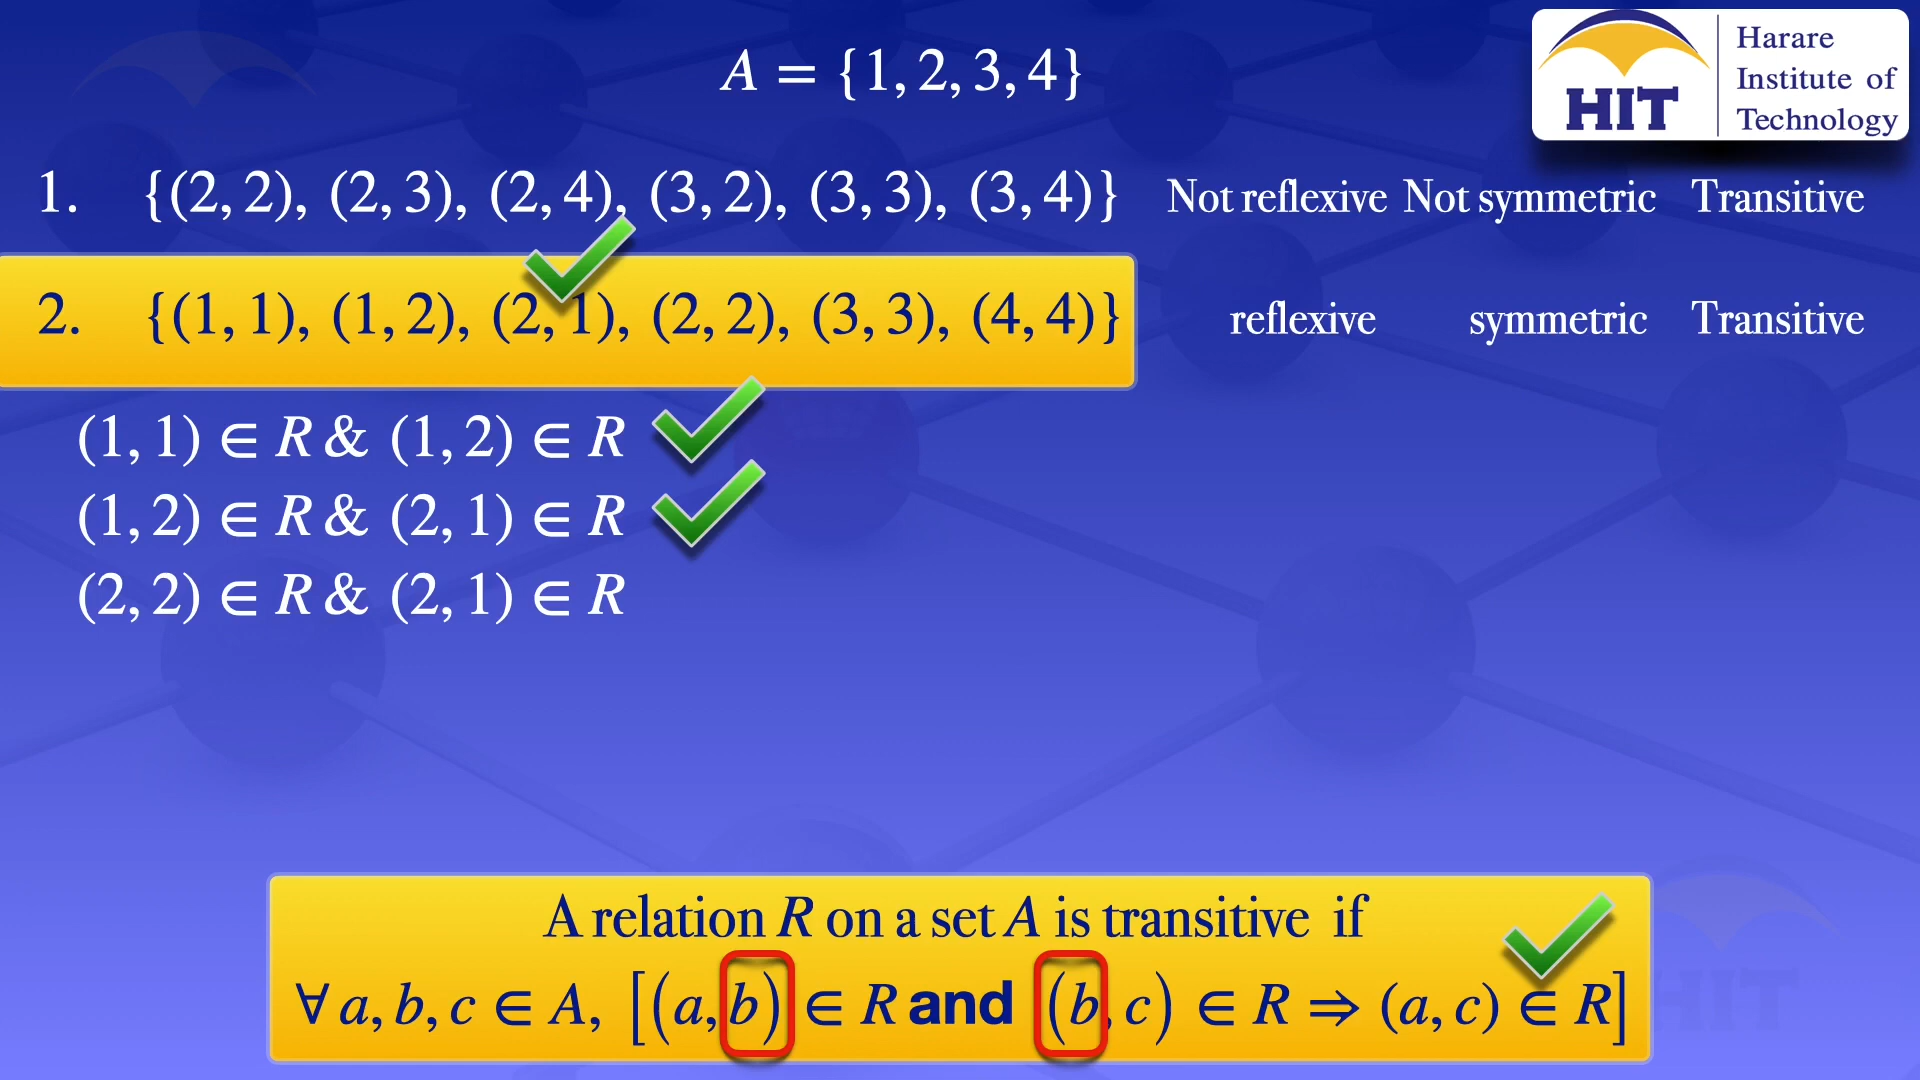 A = {1, 2, 3, 4}
HIT
Harare
Institute of
Technology
1. {(2, 2), (2, 3), (2, 4), (3, 2), (3, 3), (3, 4)} Not reflexive Not symmetric Transitive
2. {(1, 1), (1, 2), (2, 1), (2, 2), (3, 3), (4, 4)} reflexive symmetric Transitive
(1, 1) ∈ R & (1, 2) ∈ R
(1, 2) ∈ R & (2, 1) ∈ R
(2, 2) ∈ R & (2, 1) ∈ R
A relation R on a set A is transitive if
∀ a, b, c ∈ A, [(a, b) ∈ R and (b, c) ∈ R ⇒ (a, c) ∈ R]
HIT